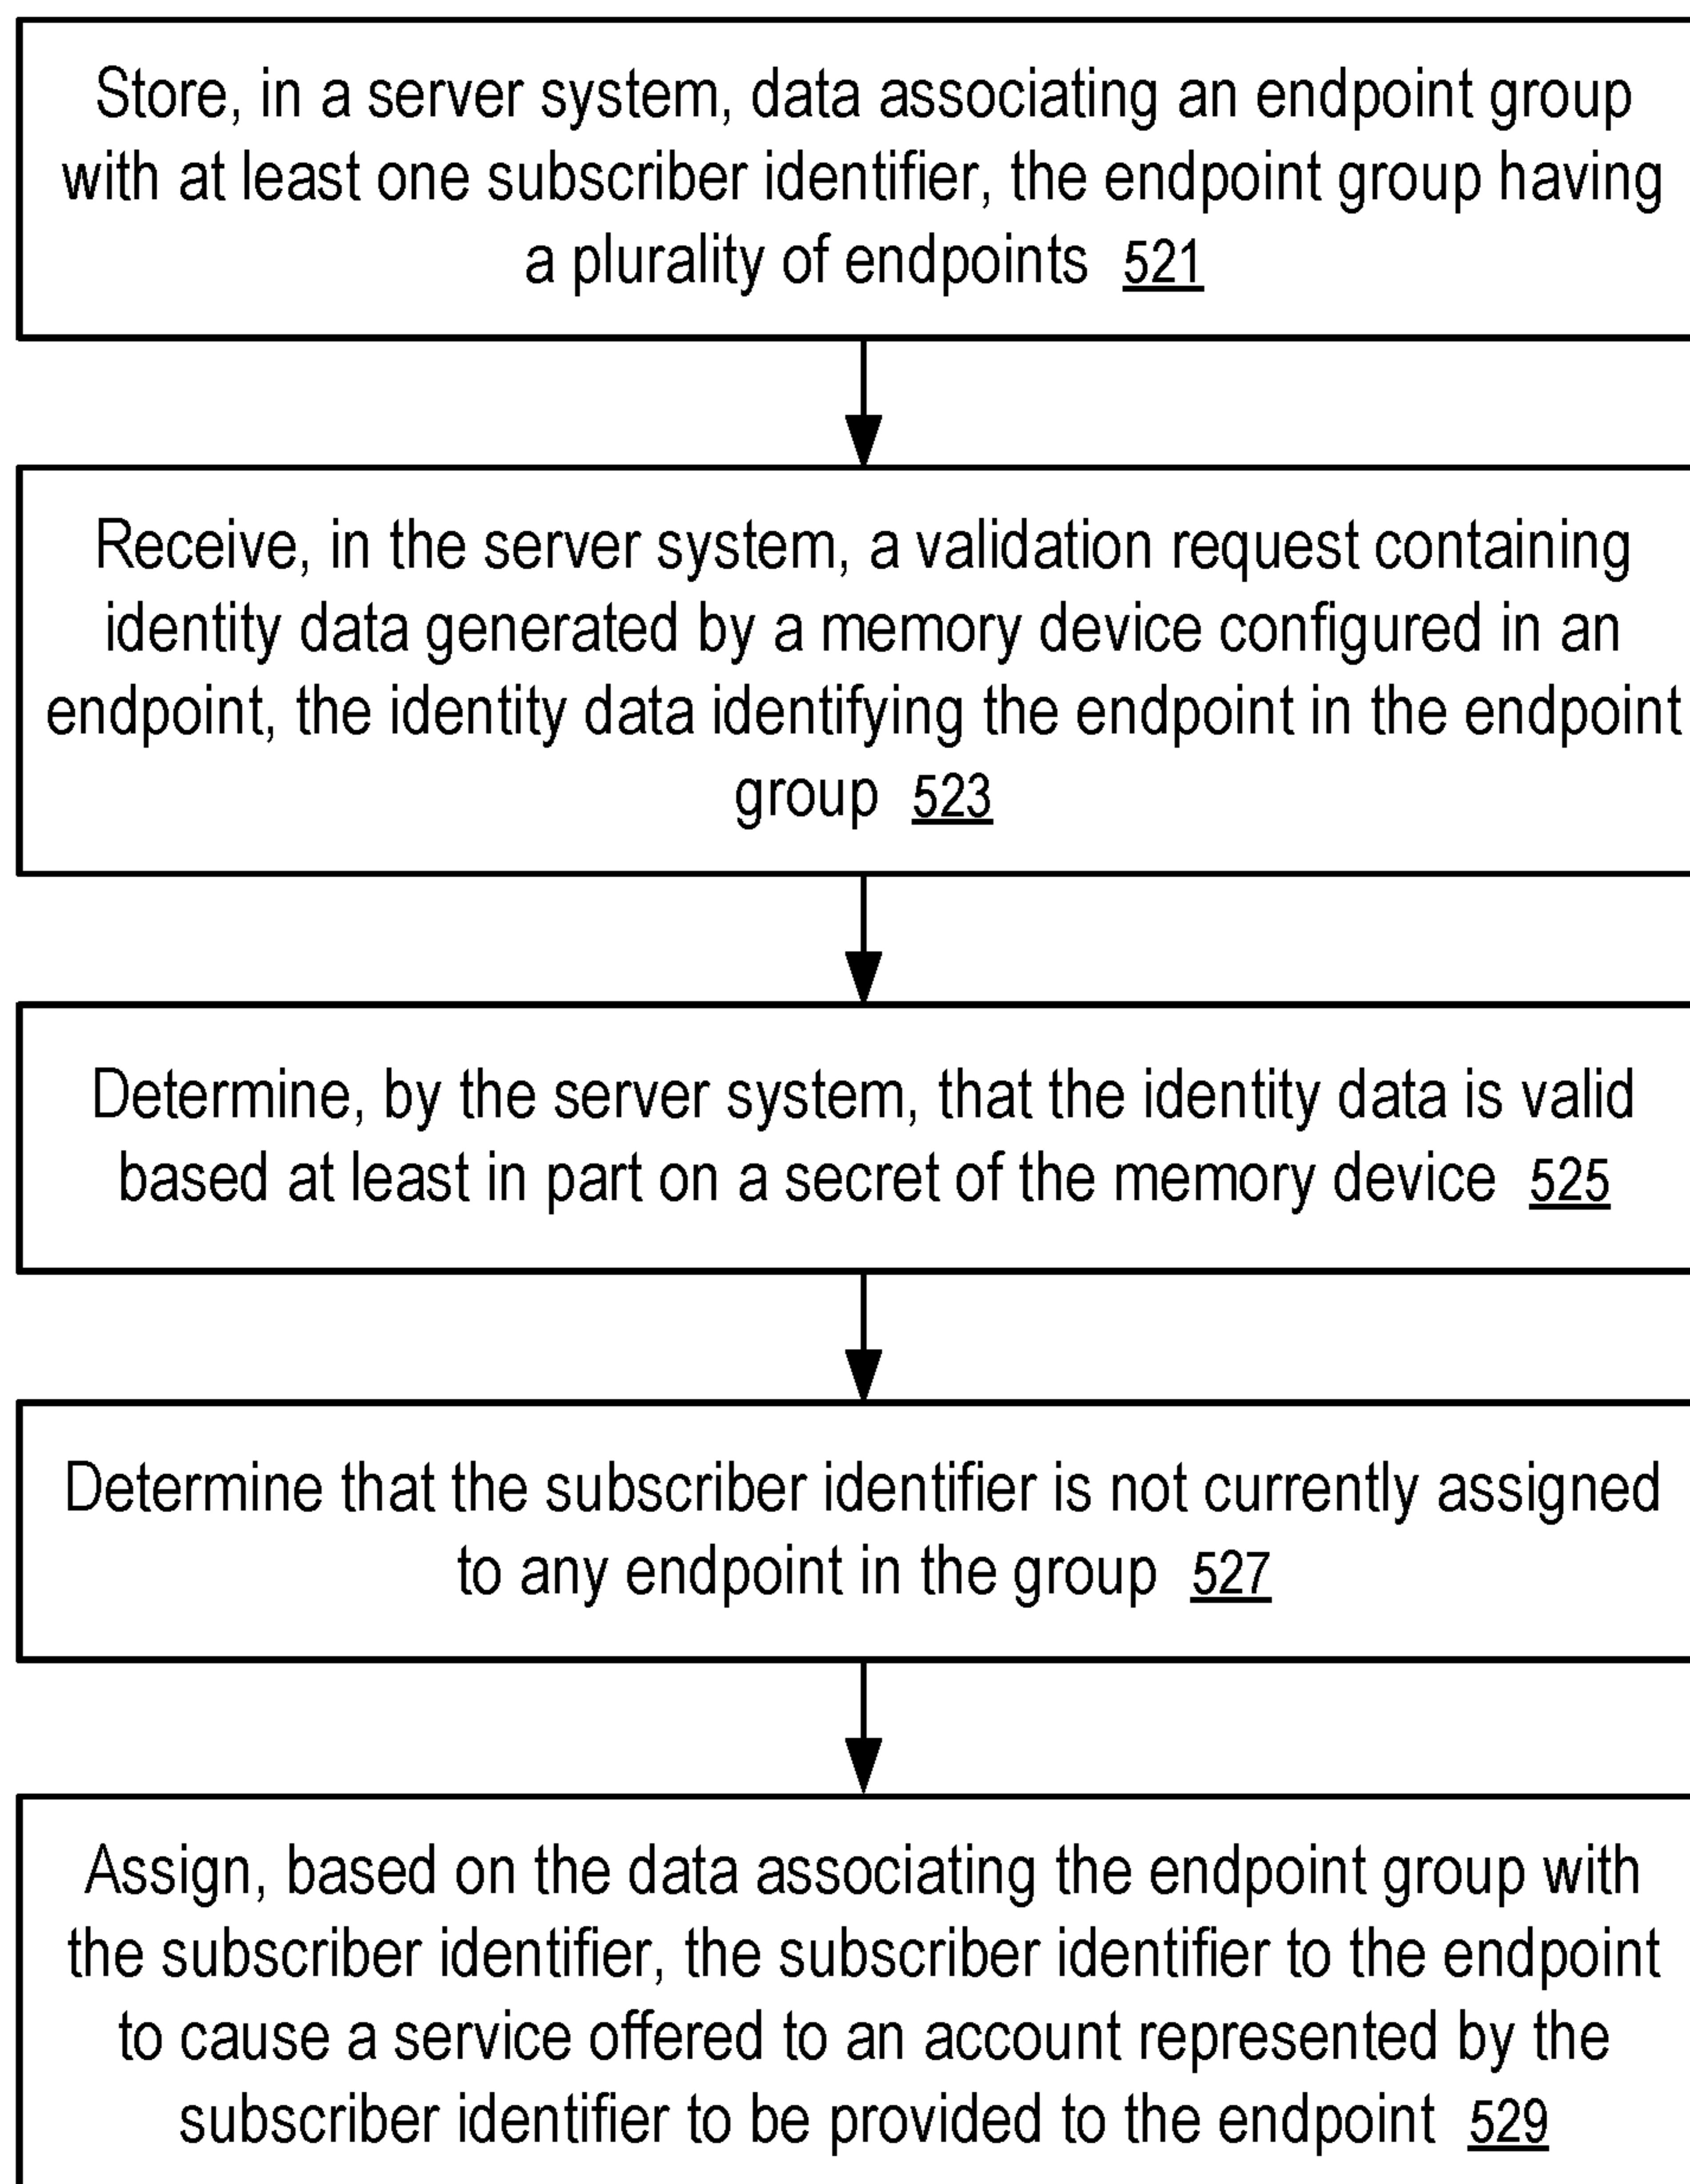 Store, in a server system, data associating an endpoint group
with at least one subscriber identifier, the endpoint group having
a plurality of endpoints 521
Receive, in the server system, a validation request containing
identity data generated by a memory device configured in an
endpoint, the identity data identifying the endpoint in the endpoint
group 523
Determine, by the server system, that the identity data is valid
based at least in part on a secret of the memory device 525
Determine that the subscriber identifier is not currently assigned
to any endpoint in the group 527
Assign, based on the data associating the endpoint group with
the subscriber identifier, the subscriber identifier to the endpoint
to cause a service offered to an account represented by the
subscriber identifier to be provided to the endpoint 529